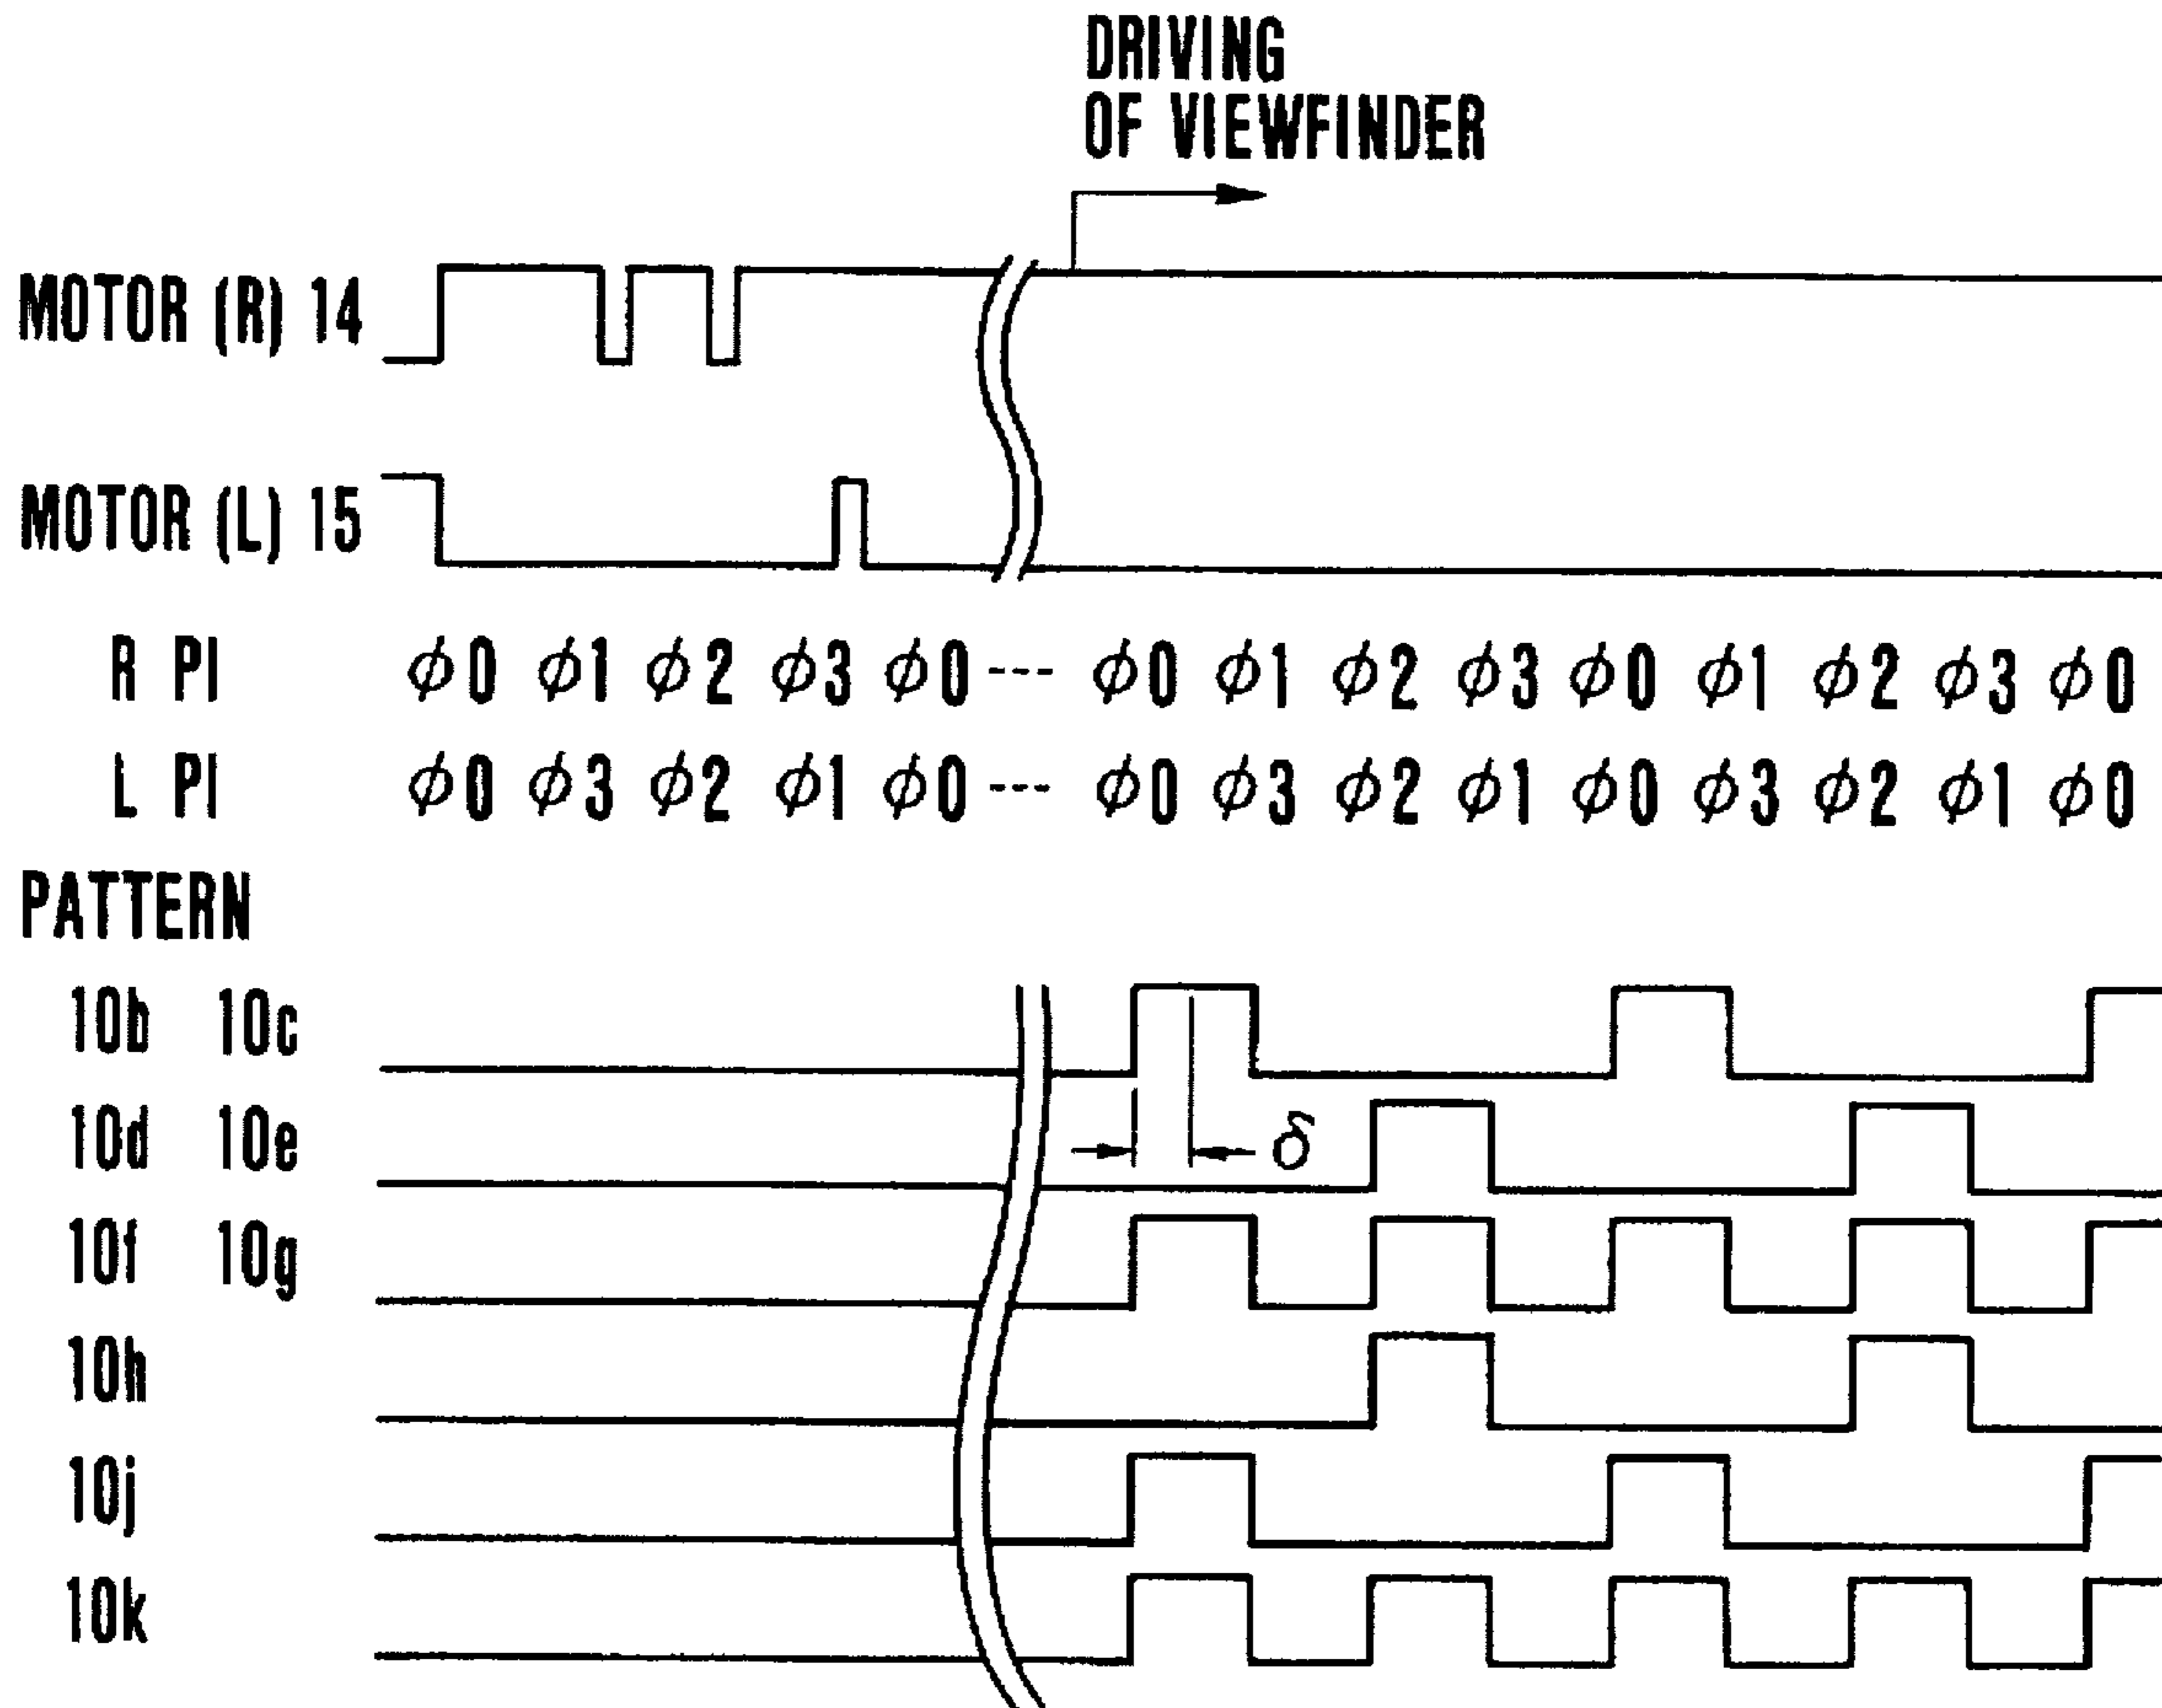 DRIVING
OF VIEWFINDER
MOTOR (R) 14
MOTOR (L) 15
R PI ϕ0 ϕ1 ϕ2 ϕ3 ϕ0 --- ϕ0 ϕ1 ϕ2 ϕ3 ϕ0 ϕ1 ϕ2 ϕ3 ϕ0
L PI ϕ0 ϕ3 ϕ2 ϕ1 ϕ0 --- ϕ0 ϕ3 ϕ2 ϕ1 ϕ0 ϕ3 ϕ2 ϕ1 ϕ0
PATTERN
10b 10c
10d 10e δ
10f 10g
10h
10j
10k